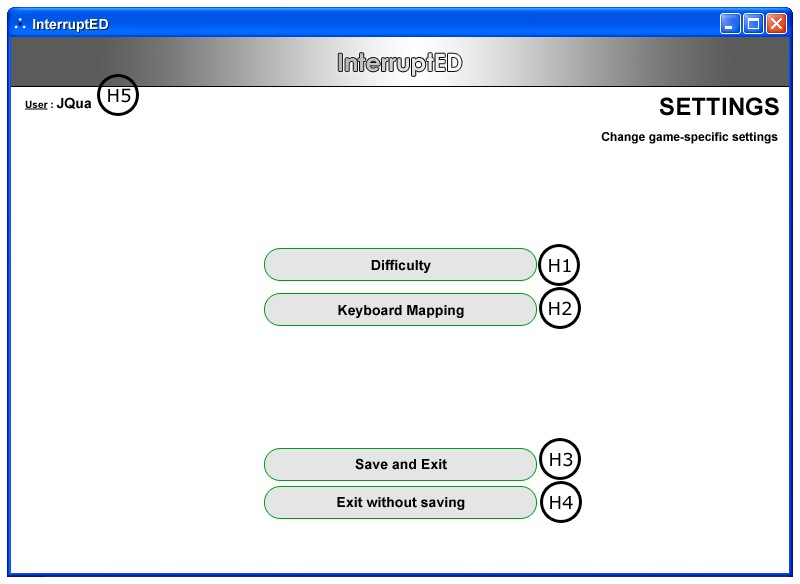 InterruptED
InterruptED
User : JQua H5
SETTINGS
Change game-specific settings
Difficulty H1
Keyboard Mapping H2
Save and Exit H3
Exit without saving H4